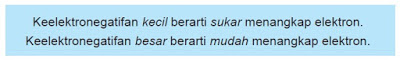 Keelektronegatifan kecil berarti sukar menangkap elektron.
Keelektronegatifan besar berarti mudah menangkap elektron.